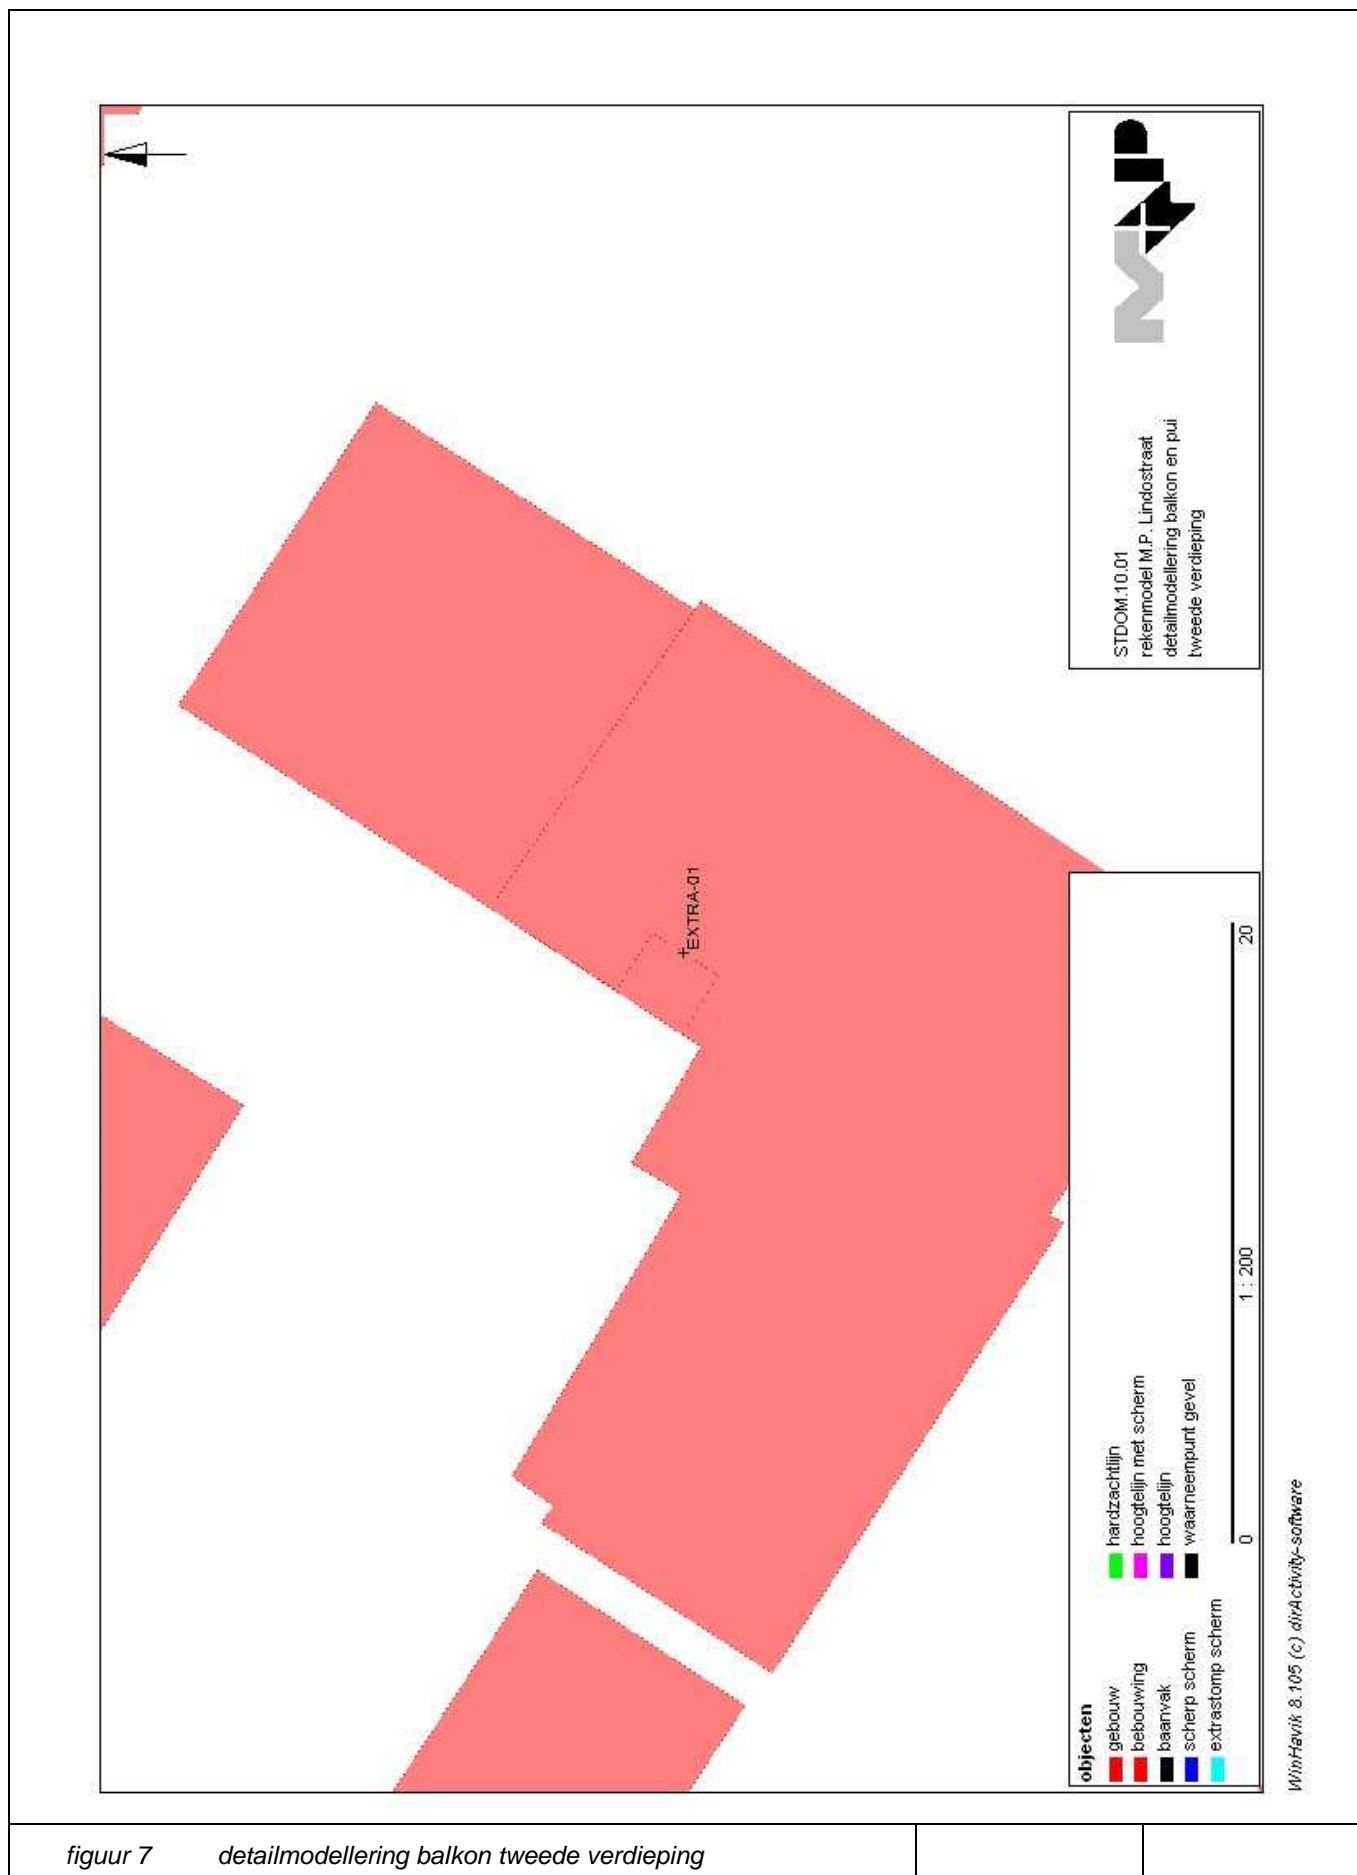 M+P
STDOM.10.01
rekenmodel M.P. Lindostraat
detailmodellering balkon en pui
tweede verdieping
EXTRA-01
objecten
gebouw
bebouwing
baanvak
scherp scherm
extrastomp scherm
hardzachtlijn
hoogtelijn met scherm
hoogtelijn
waarneempunt gevel
0
1 : 200
20
WinHavik 8.105 (c) dirActivity-software
figuur 7 detailmodellering balkon tweede verdieping